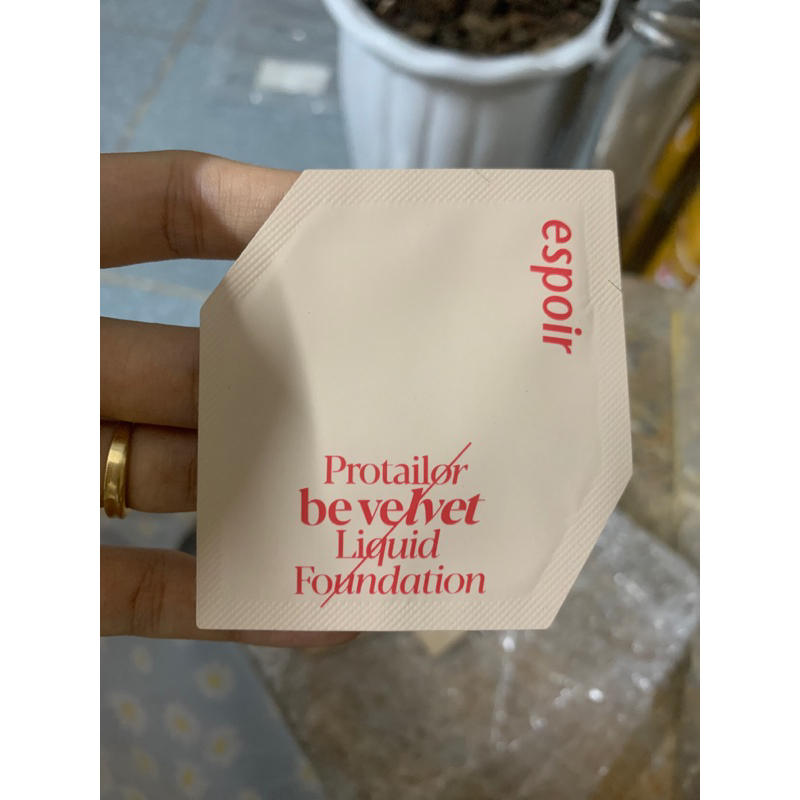 espoir
Protailor
be velvet
Liquid
Foundation